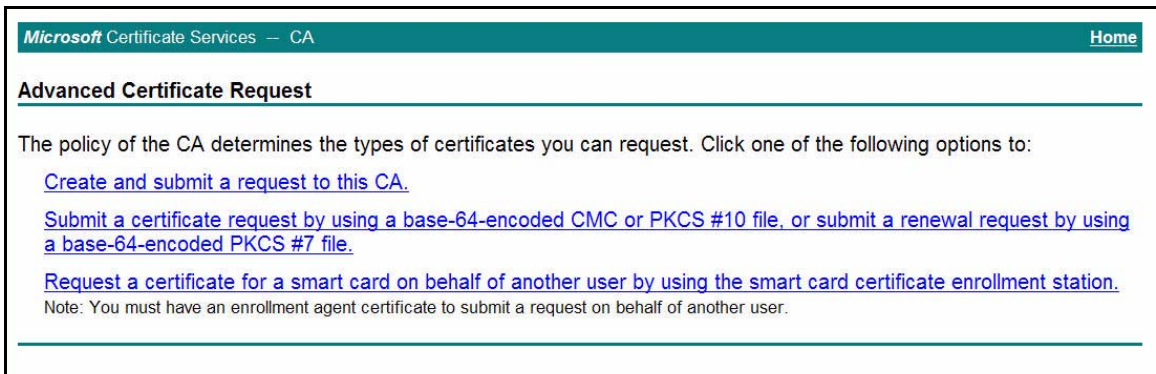 Microsoft Certificate Services -- CA Home
Advanced Certificate Request
The policy of the CA determines the types of certificates you can request. Click one of the following options to:
Create and submit a request to this CA.
Submit a certificate request by using a base-64-encoded CMC or PKCS #10 file, or submit a renewal request by using
a base-64-encoded PKCS #7 file.
Request a certificate for a smart card on behalf of another user by using the smart card certificate enrollment station.
Note: You must have an enrollment agent certificate to submit a request on behalf of another user.